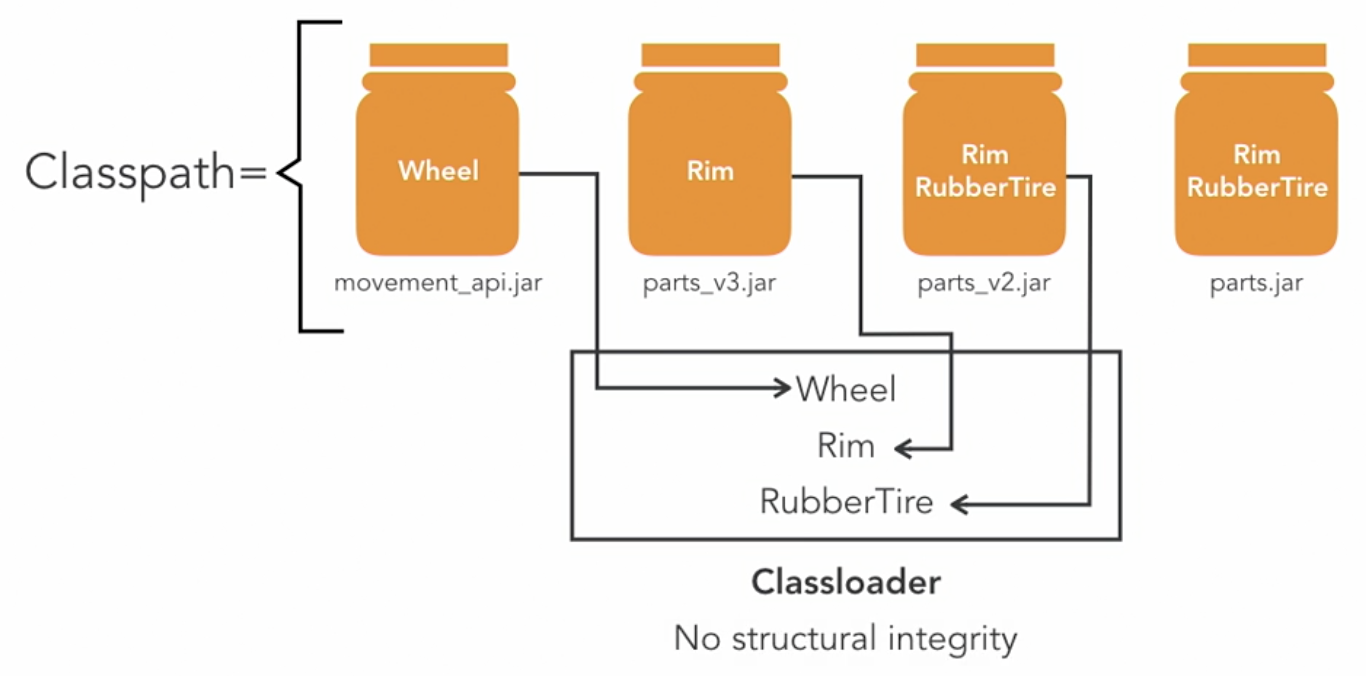 Classpath=
Wheel
Rim
Rim
RubberTire
Rim
RubberTire
movement_api.jar
parts_v3.jar
parts_v2.jar
parts.jar
Wheel
Rim
RubberTire
Classloader
No structural integrity